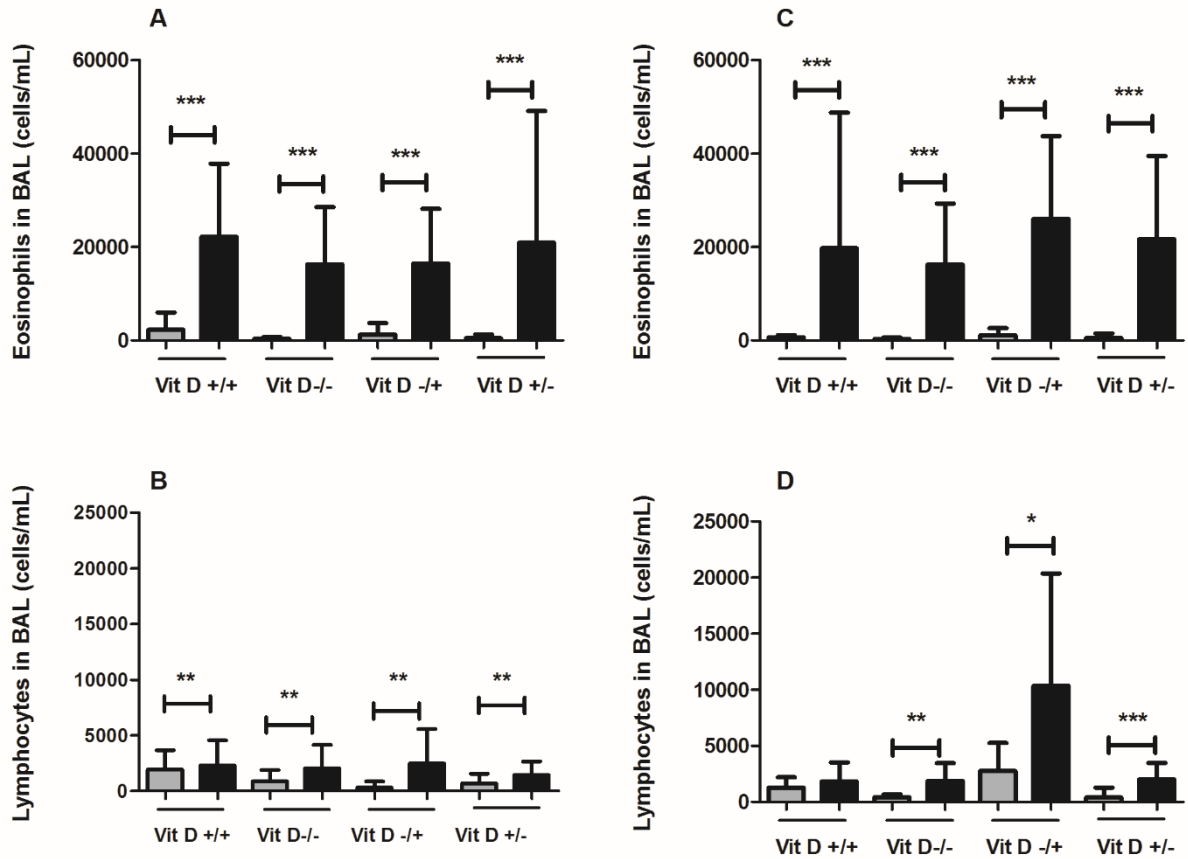 A
Eosinophils in BAL (cells/mL)
60000
40000
20000
0
***
***
***
***
Vit D +/+ Vit D-/- Vit D -/+ Vit D +/-
C
Eosinophils in BAL (cells/mL)
60000
40000
20000
0
***
***
***
***
Vit D +/+ Vit D-/- Vit D -/+ Vit D +/-
B
Lymphocytes in BAL (cells/mL)
25000
20000
15000
10000
5000
0
**
**
**
**
Vit D +/+ Vit D-/- Vit D -/+ Vit D +/-
D
Lymphocytes in BAL (cells/mL)
25000
20000
15000
10000
5000
0
**
*
***
Vit D +/+ Vit D-/- Vit D -/+ Vit D +/-